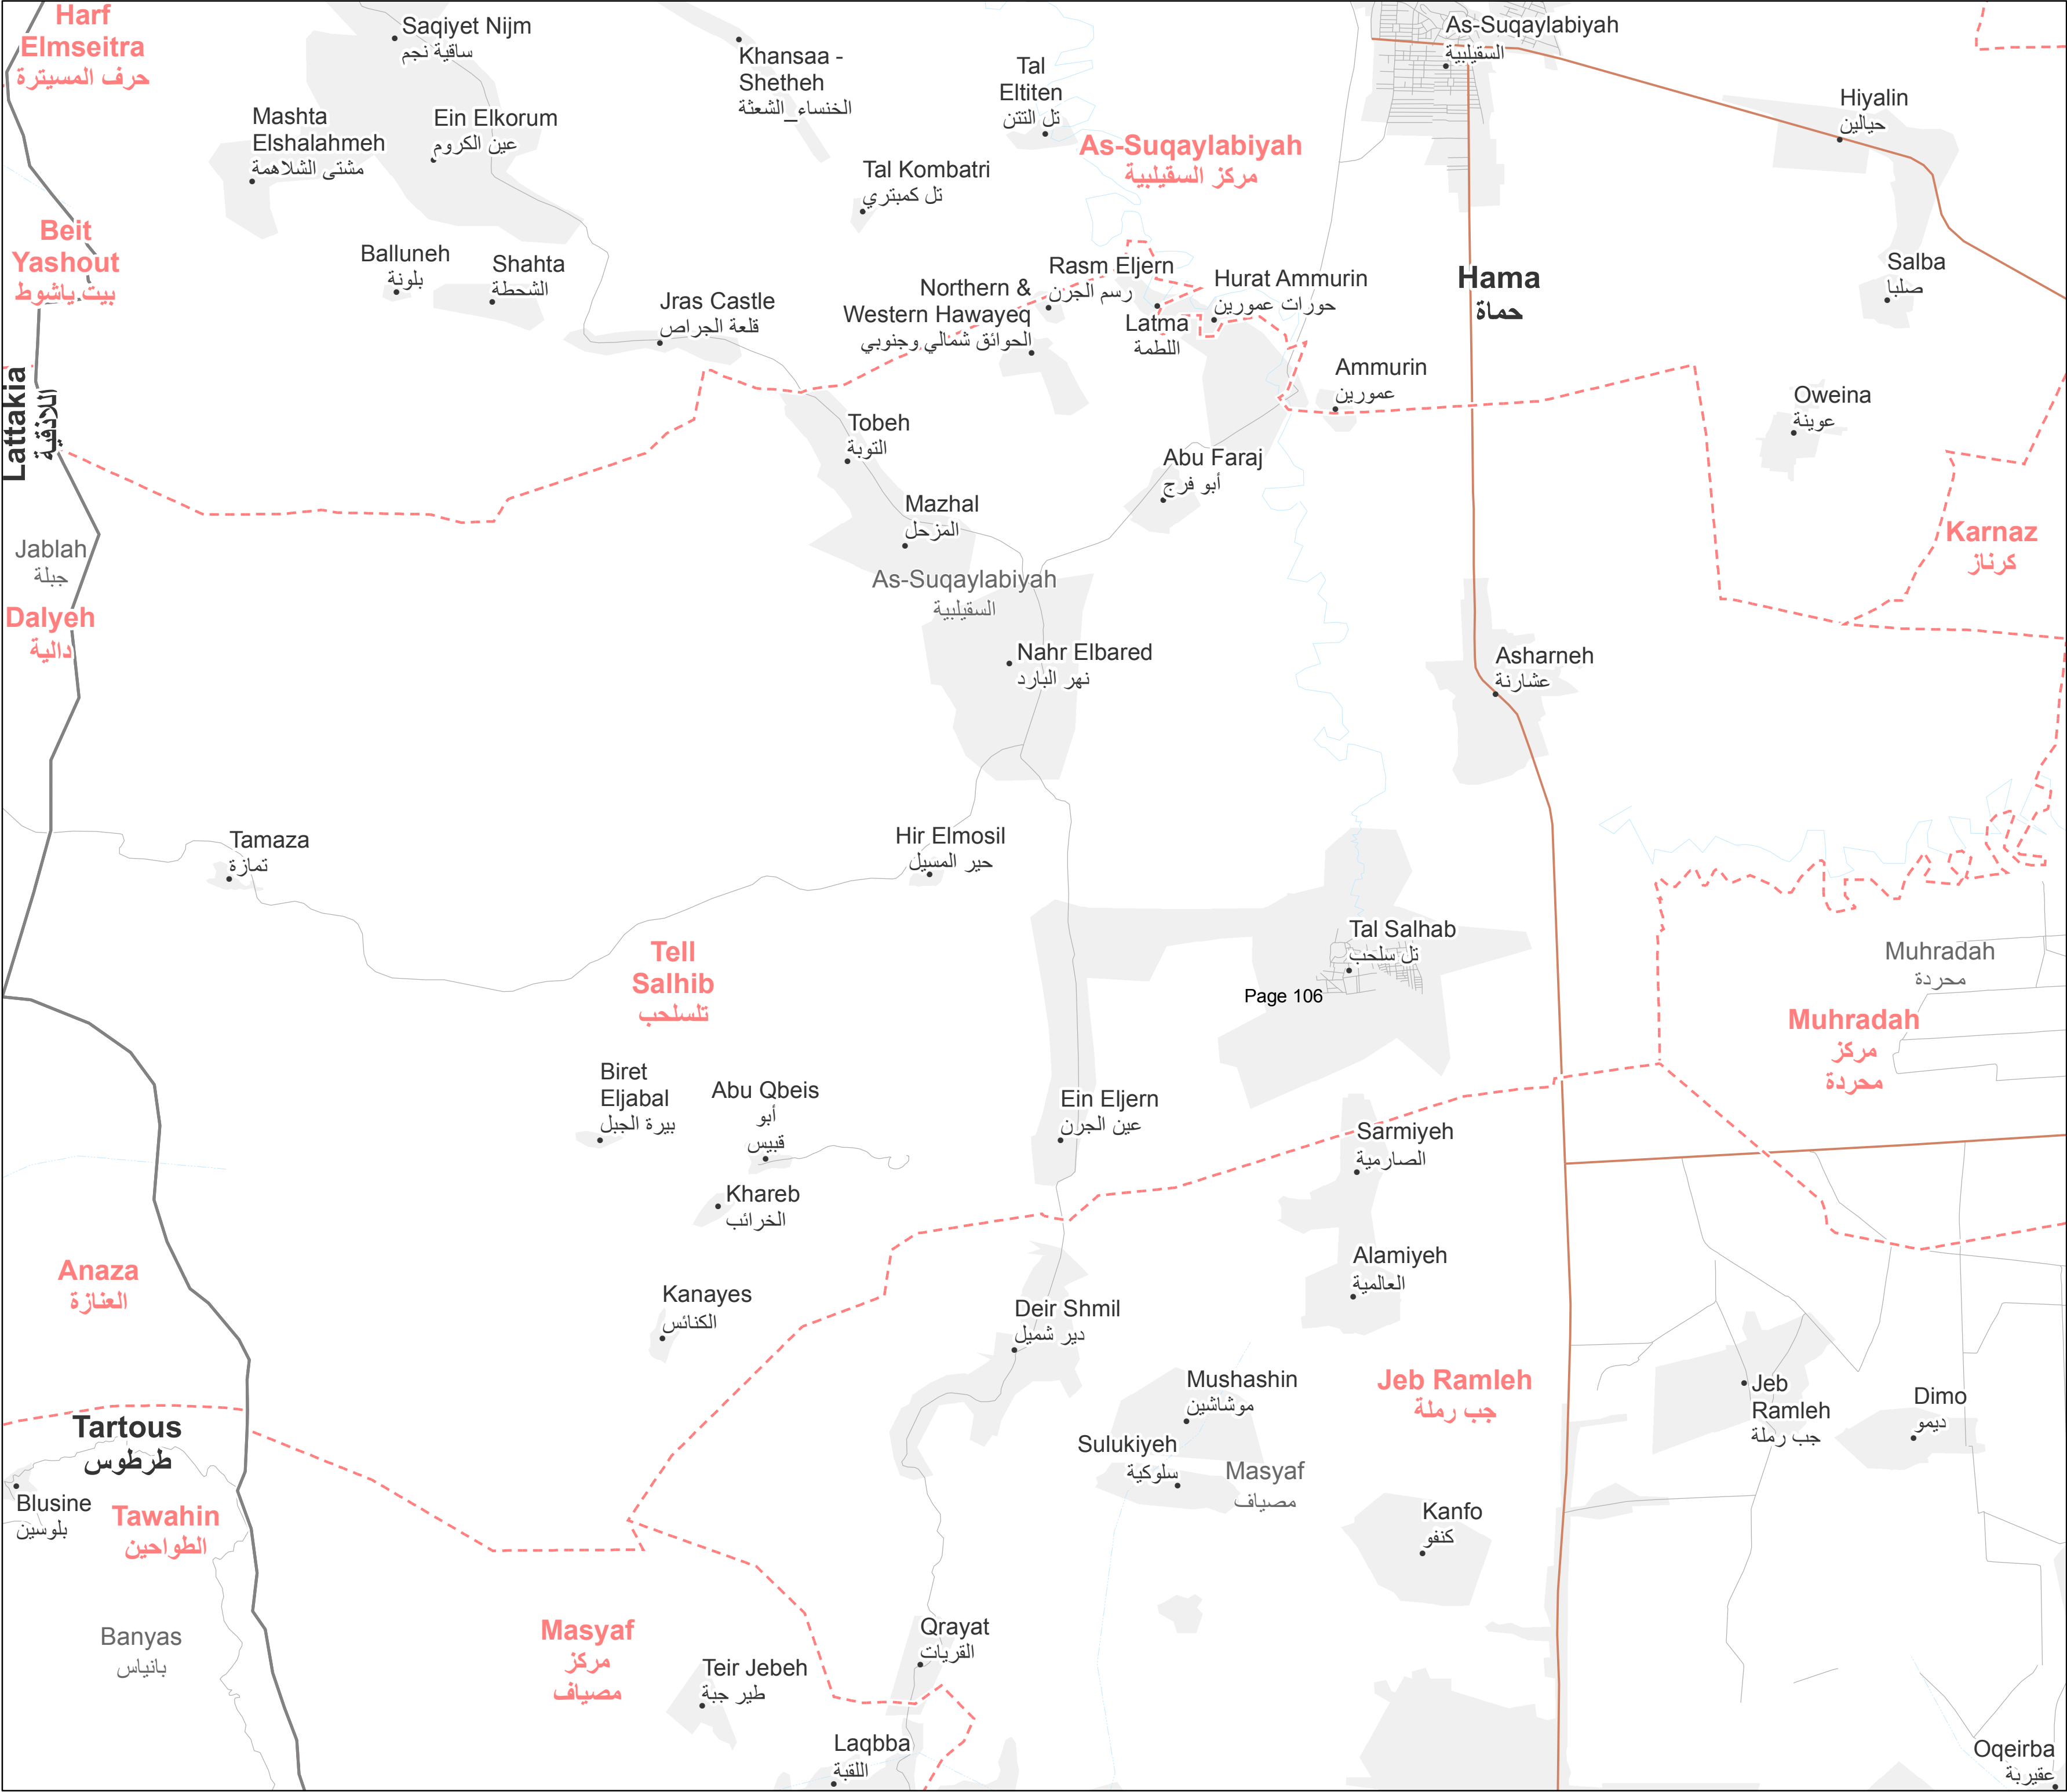 Harf
Elmseitra
حرف المسيترة
Saqiyet Nijm
ساقية نجم
Khansaa -
Shetheh
الخنساء_الشعثة
Tal
Eltiten
تل التتن
As-Suqaylabiyah
السقيلبية
Hiyalin
حيالين
Mashta
Elshalahmeh
مشتى الشلاهمة
Ein Elkorum
عين الكروم
As-Suqaylabiyah
مركز السقيلبية
Tal Kombatri
تل كمبتري
Beit
Yashout
بيت ياشوط
Balluneh
بلونة
Shahta
الشحطة
Jras Castle
قلعة الجراص
Northern &
Western Hawayeq
الحوائق شمالي وجنوبي
Rasm Eljern
رسم الجرن
Latma
اللطمة
Hurat Ammurin
حورات عمورين
Hama
حماة
Salba
صلبا
Lattakia
اللاذقية
Ammurin
عمورين
Oweina
عوينة
Tobeh
التوبة
Abu Faraj
أبو فرج
Mazhal
المزحل
Jablah
جبلة
Karnaz
كرناز
As-Suqaylabiyah
السقيلبية
Dalyeh
دالية
Nahr Elbared
نهر البارد
Asharneh
عشارنة
Tamaza
تمازة
Hir Elmosil
حير المسيل
Tell
Salhib
تلسلحب
Tal Salhab
تل سلحب
Page 106
Muhradah
محردة
Muhradah
مركز
محردة
Biret
Eljabal
بيرة الجبل
Abu Qbeis
أبو
قبيس
Ein Eljern
عين الجرن
Sarmiyeh
الصارمية
Khareb
الخرائب
Anaza
العنازة
Kanayes
الكنائس
Deir Shmil
دير شميل
Alamiyeh
العالمية
Mushashin
موشاشين
Jeb Ramleh
جب رملة
Jeb
Ramleh
جب رملة
Dimo
ديمو
Tartous
طرطوس
Sulukiyeh
سلوكية
Masyaf
مصياف
Blusine
بلوسين
Tawahin
الطواحين
Kanfo
كنفو
Banyas
بانياس
Masyaf
مركز
مصياف
Qrayat
القريات
Teir Jebeh
طير جبة
Laqbba
اللقبة
Oqeirba
عقيربة